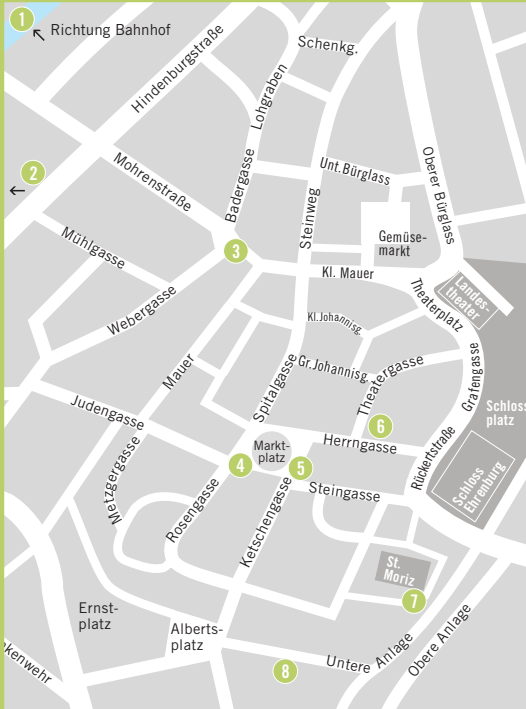 1
Richtung Bahnhof
Schenkg.
Hindenburgstraße
Lohgraben
2
Mohrenstraße
Badergasse
Unt.Bürglass
Oberer Bürglass
Steinweg
Mühlgasse
3
Gemüse-
markt
Kl. Mauer
Webergasse
Theaterplatz
Landes-
theater
Kl.Johannisg.
Mauer
Gr.Johannisg.
Theatergasse
Grafengasse
Spitalgasse
Judengasse
Schloss
platz
6
Herrngasse
Markt-
platz
4
5
Rückertstraße
Schloss
Ehrenburg
Metzgergasse
Rosengasse
Ketschengasse
Steingasse
St.
Moriz
7
Ernst-
platz
Alberts-
platz
8
Untere Anlage
Obere Anlage
kenwehr